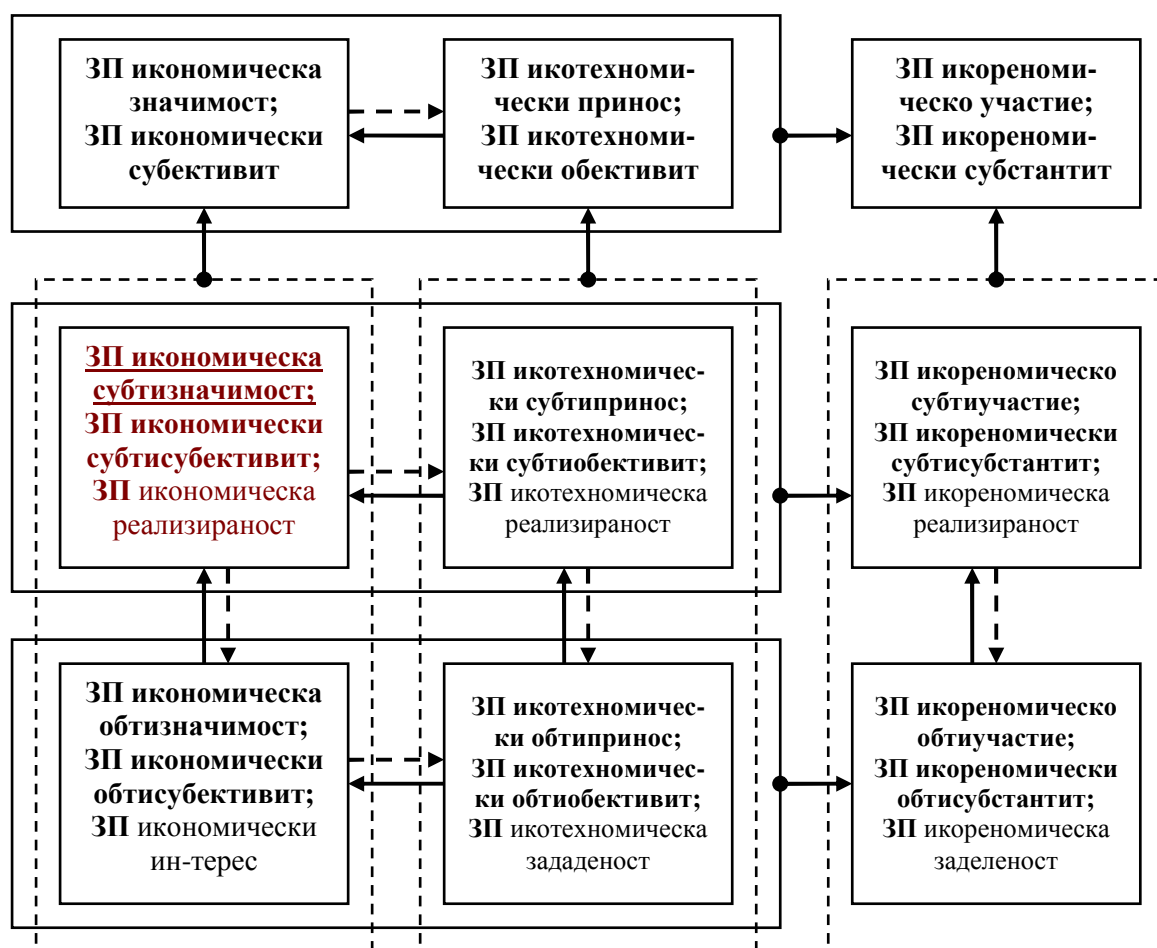 ЗП икономическа
значимост;
ЗП икономически
субективит
ЗП икотехноми-
чески принос;
ЗП икотехноми-
чески обективит
ЗП икореноми-
ческо участие;
ЗП икореноми-
чески субстантит
ЗП икономическа
субтизначимост;
ЗП икономически
субтисубективит;
ЗП икономическа
реализираност
ЗП икотехномичес-
ки субтипринос;
ЗП икотехномичес-
ки субтиобективит;
ЗП икотехномическа
реализираност
ЗП икореномическо
субтиучастие;
ЗП икореномически
субтисубстантит;
ЗП икореномическа
реализираност
ЗП икономическа
обтизначимост;
ЗП икономически
обтисубективит;
ЗП икономически
ин-терес
ЗП икотехномичес-
ки обтипринос;
ЗП икотехномичес-
ки обтиобективит;
ЗП икотехномическа
зададеност
ЗП икореномическо
обтиучастие;
ЗП икореномически
обтисубстантит;
ЗП икореномическа
заделеност